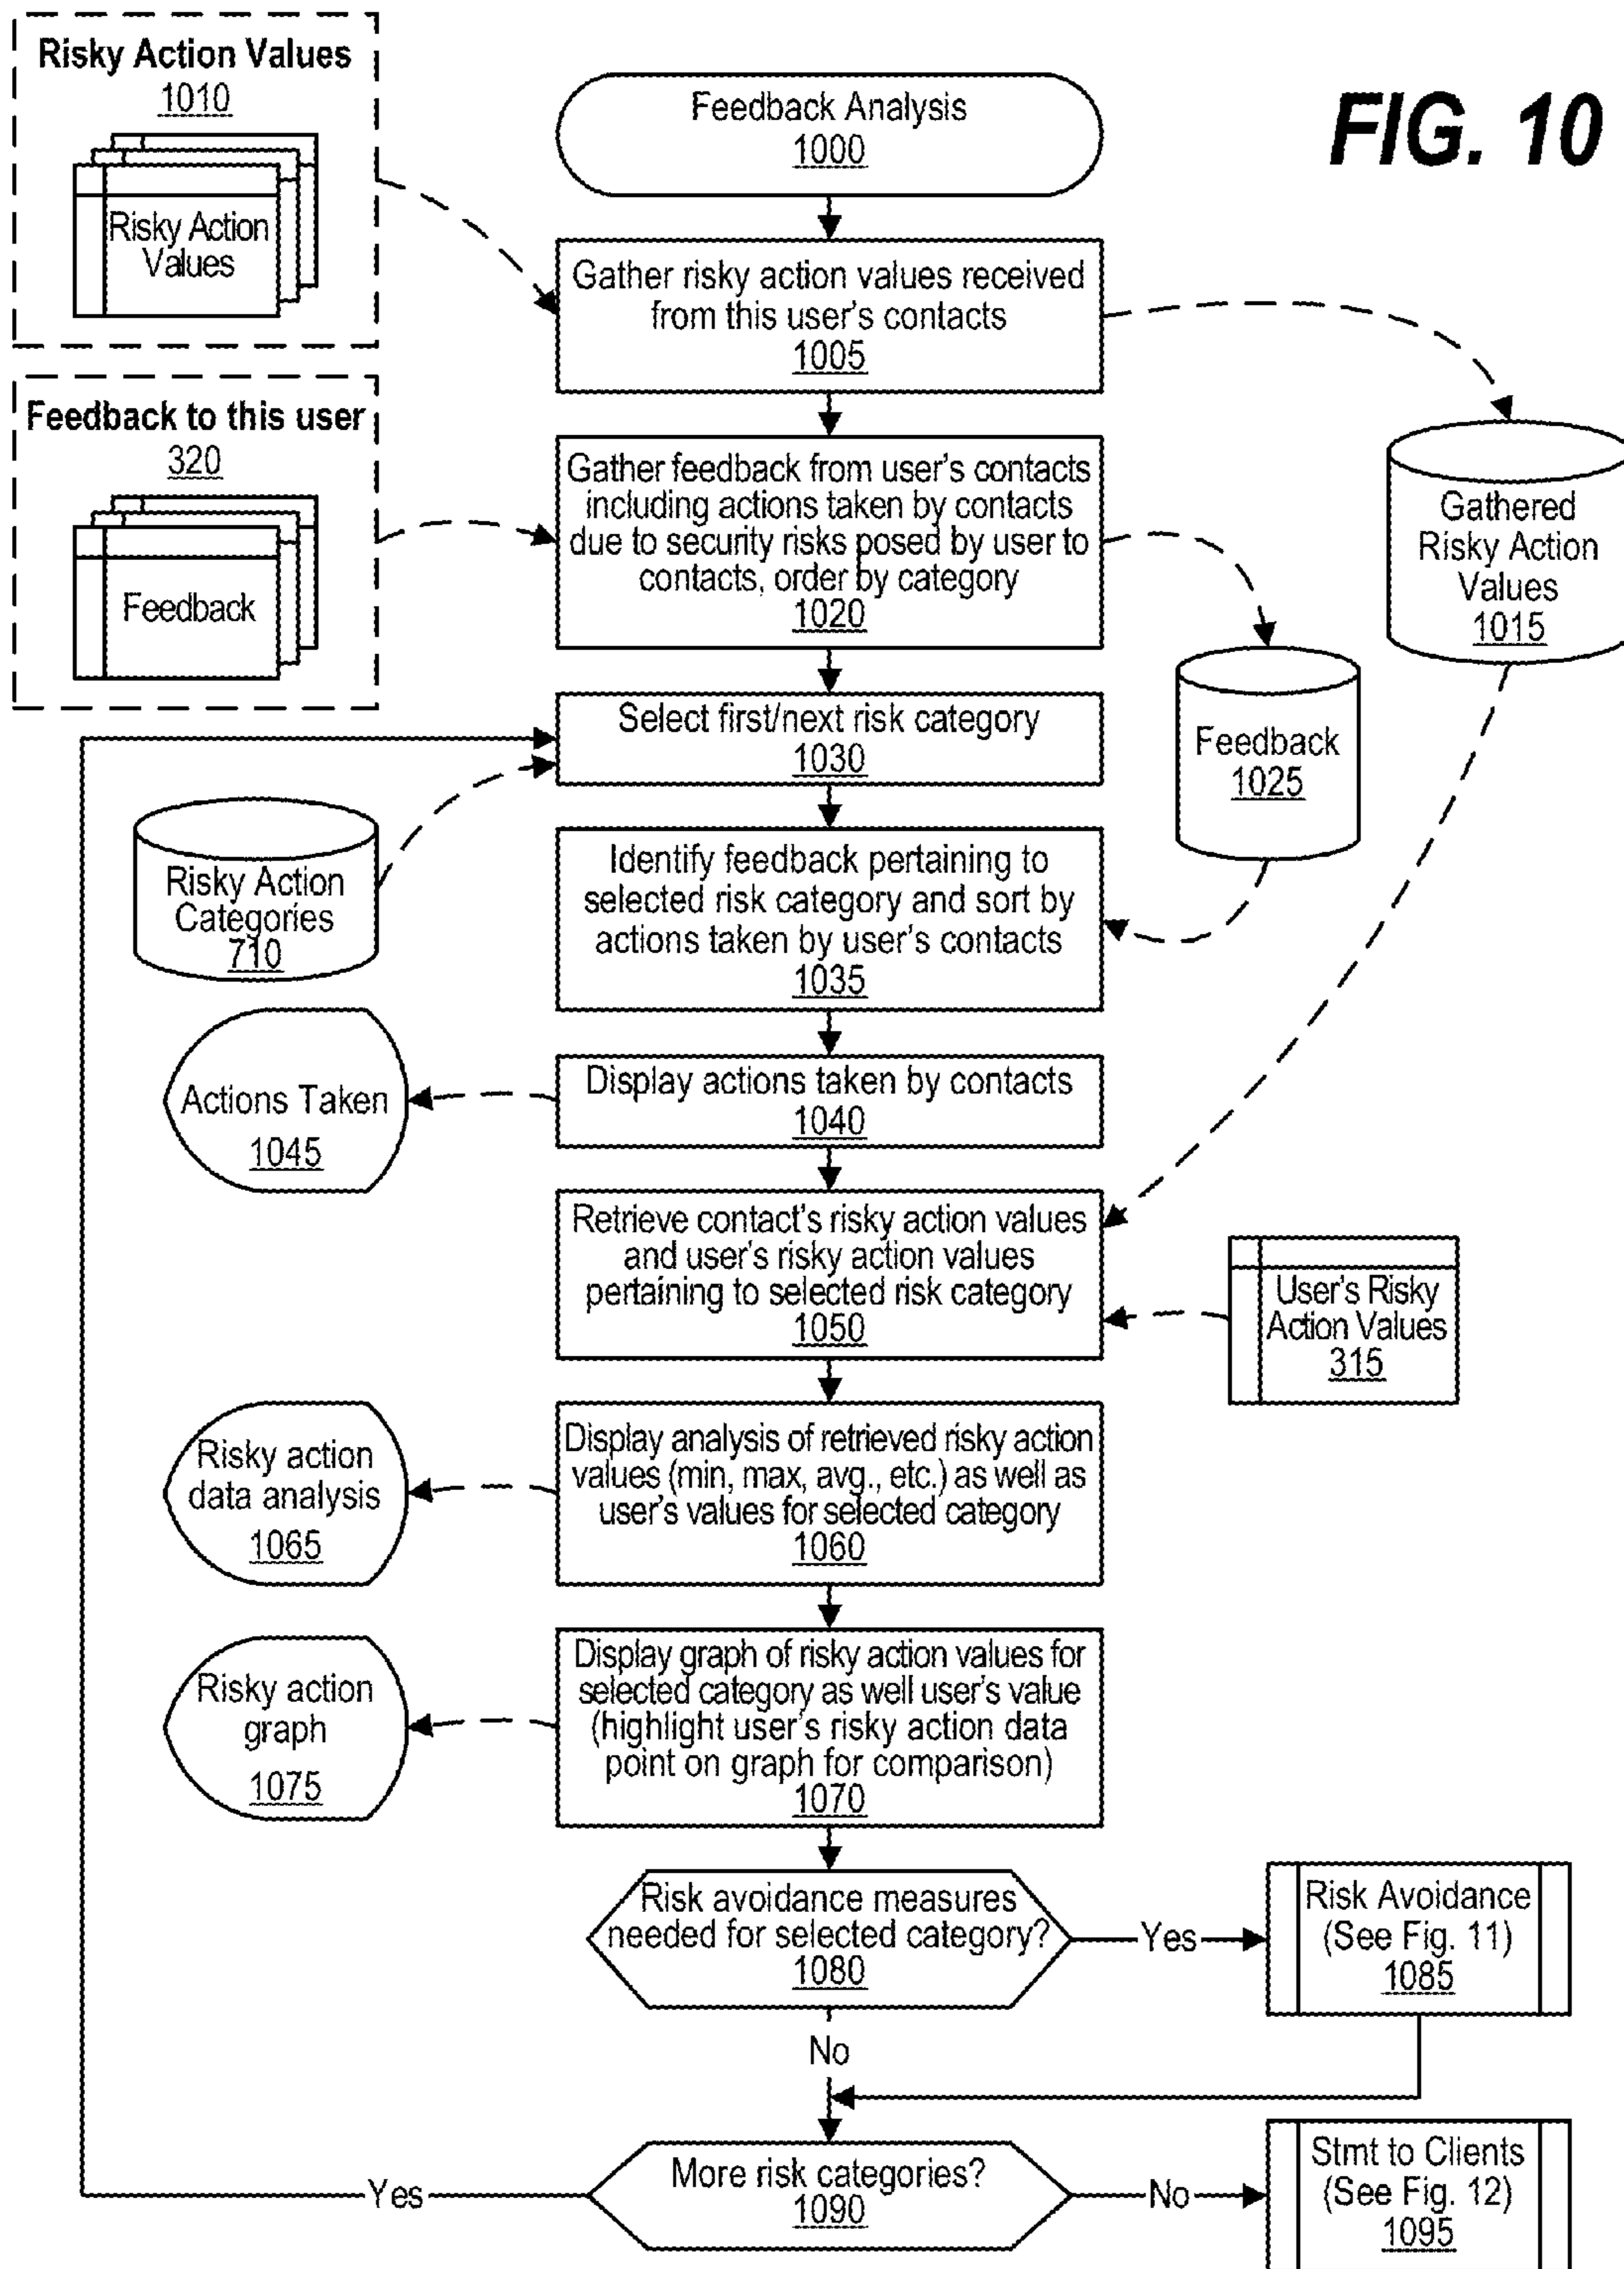 FIG. 10
Risky Action Values
1010
Risky Action
Values
Feedback Analysis
1000
Gather risky action values received
from this user's contacts
1005
Feedback to this user
320
Feedback
Gather feedback from user's contacts
including actions taken by contacts
due to security risks posed by user to
contacts, order by category
1020
Gathered
Risky Action
Values
1015
Select first/next risk category
1030
Feedback
1025
Risky Action
Categories
710
Identify feedback pertaining to
selected risk category and sort by
actions taken by user's contacts
1035
Display actions taken by contacts
1040
Actions Taken
1045
Retrieve contact's risky action values
and user's risky action values
pertaining to selected risk category
1050
User's Risky
Action Values
315
Display analysis of retrieved risky action
values (min, max, avg., etc.) as well as
user's values for selected category
1060
Risky action
data analysis
1065
Display graph of risky action values for
selected category as well user's value
(highlight user's risky action data
point on graph for comparison)
1070
Risky action
graph
1075
Risk avoidance measures
needed for selected category?
1080
Yes
Risk Avoidance
(See Fig. 11)
1085
No
More risk categories?
1090
Yes
No
Stmt to Clients
(See Fig. 12)
1095